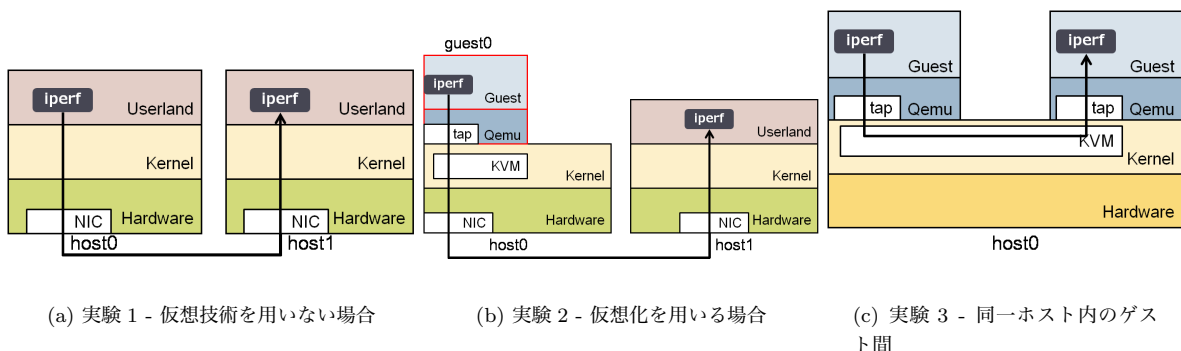 iperf
Userland
Kernel
NIC
Hardware
host0
iperf
Userland
Kernel
NIC
Hardware
host1
(a) 実験 1 - 仮想技術を用いない場合
guest0
iperf
Guest
tap
Qemu
KVM
Kernel
NIC
Hardware
host0
iperf
Userland
Kernel
NIC
Hardware
host1
(b) 実験 2 - 仮想化を用いる場合
iperf
Guest
tap
Qemu
iperf
Guest
tap
Qemu
KVM
Kernel
Hardware
host0
(c) 実験 3 - 同一ホスト内のゲス
ト間